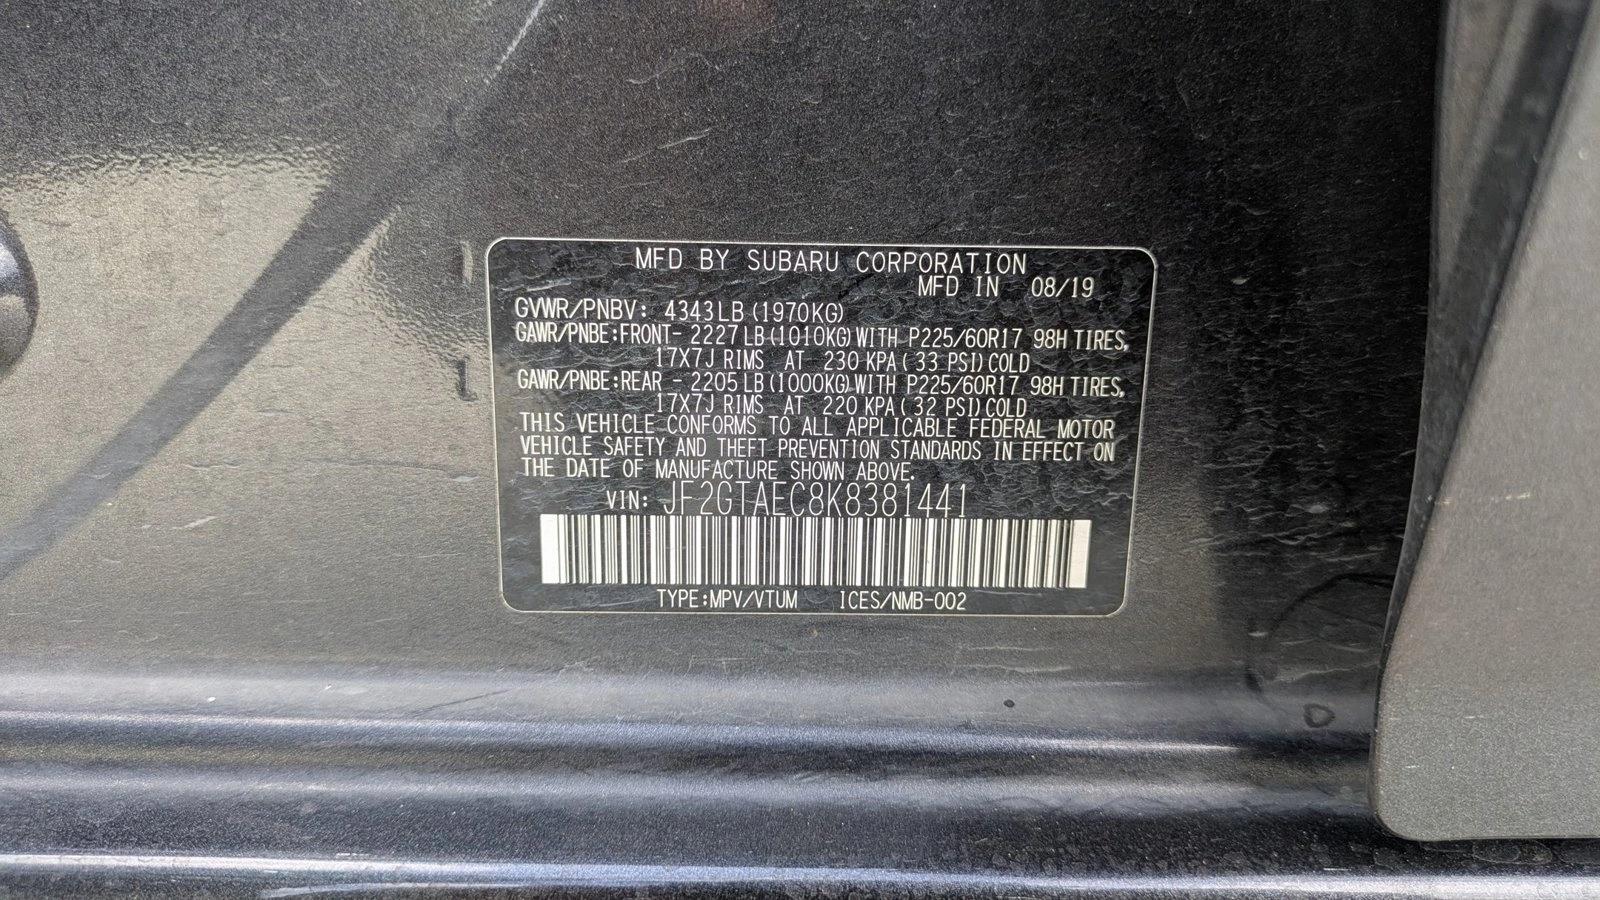 MFD BY SUBARU CORPORATION
MFD IN 08/19
GVWR/PNBV: 4343LB(1970KG)
GAWR/PNBE:FRONT- 2227LB(1010KG)WITH P225/60R17 98H TIRES,
17X7J RIMS AT 230 KPA( 33 PSI)COLD
GAWR/PNBE:REAR - 2205LB(1000KG)WITH P225/60R17 98H TIRES,
17X7J RIMS AT 220 KPA( 32 PSI)COLD
THIS VEHICLE CONFORMS TO ALL APPLICABLE FEDERAL MOTOR
VEHICLE SAFETY AND THEFT PREVENTION STANDARDS IN EFFECT ON
THE DATE OF MANUFACTURE SHOWN ABOVE.
VIN: JF2GTAEC8K8381441
TYPE:MPV/VTUM ICES/NMB-002